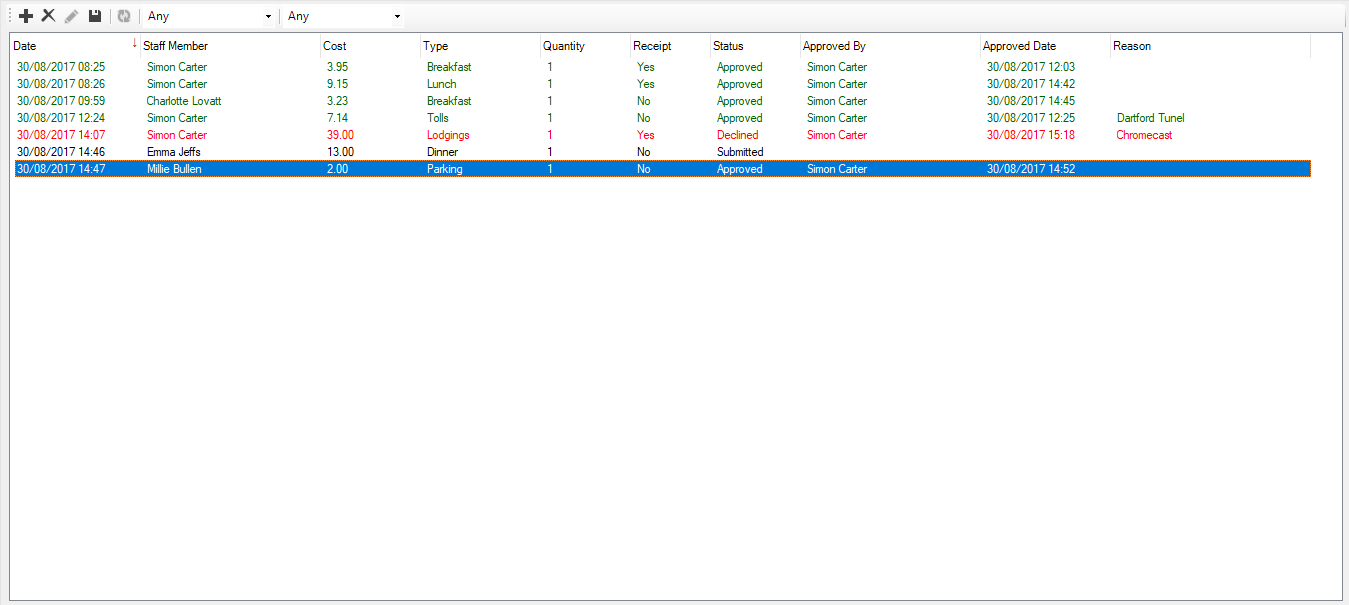 Any Any
Date Staff Member Cost Type Quantity Receipt Status Approved By Approved Date Reason
30/08/2017 08:25 Simon Carter 3.95 Breakfast 1 Yes Approved Simon Carter 30/08/2017 12:03
30/08/2017 08:26 Simon Carter 9.15 Lunch 1 Yes Approved Simon Carter 30/08/2017 14:42
30/08/2017 09:59 Charlotte Lovatt 3.23 Breakfast 1 No Approved Simon Carter 30/08/2017 14:45
30/08/2017 12:24 Simon Carter 7.14 Tolls 1 No Approved Simon Carter 30/08/2017 12:25 Dartford Tunel
30/08/2017 14:07 Simon Carter 39.00 Lodgings 1 Yes Declined Simon Carter 30/08/2017 15:18 Chromecast
30/08/2017 14:46 Emma Jeffs 13.00 Dinner 1 No Submitted
30/08/2017 14:47 Millie Bullen 2.00 Parking 1 No Approved Simon Carter 30/08/2017 14:52